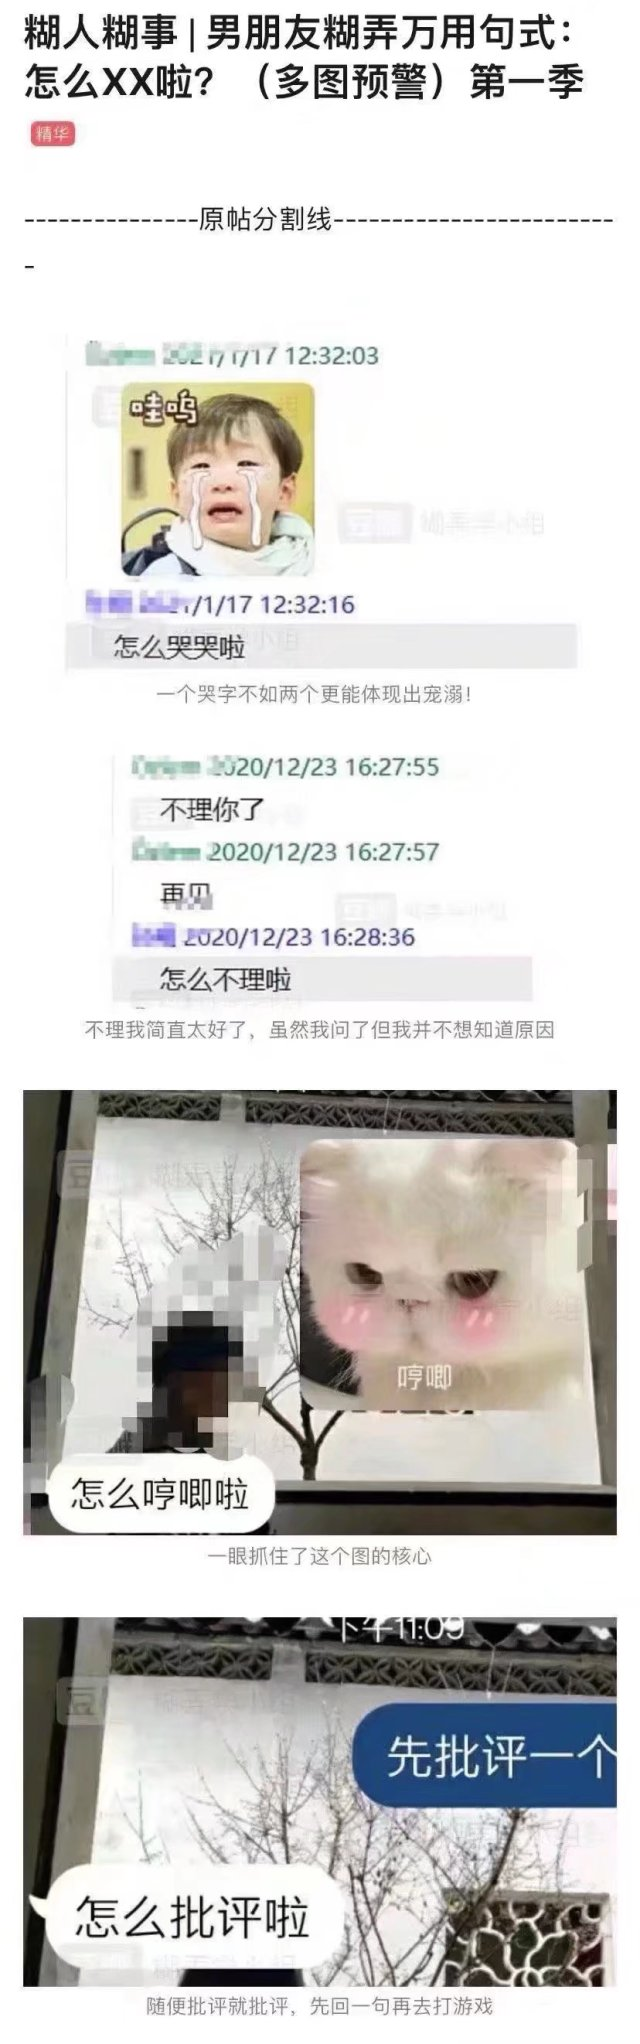 糊人糊事 | 男朋友糊弄万用句式：
怎么XX啦？（多图预警）第一季
精华
---------------原帖分割线------------------------
-
/1/17 12:32:03
哇呜
/1/17 12:32:16
怎么哭哭啦
一个哭字不如两个更能体现出宠溺！
2020/12/23 16:27:55
不理你了
2020/12/23 16:27:57
再见
2020/12/23 16:28:36
怎么不理啦
不理我简直太好了，虽然我问了但我并不想知道原因
哼唧
怎么哼唧啦
一眼抓住了这个图的核心
下午11:09
先批评一个
怎么批评啦
随便批评就批评，先回一句再去打游戏